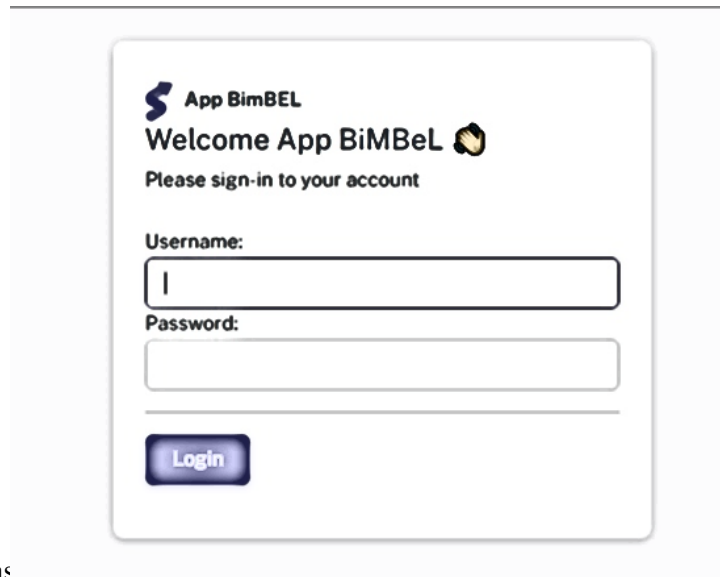 App BimBEL
Welcome App BiMBeL 👋
Please sign-in to your account
Username:
Password:
Login